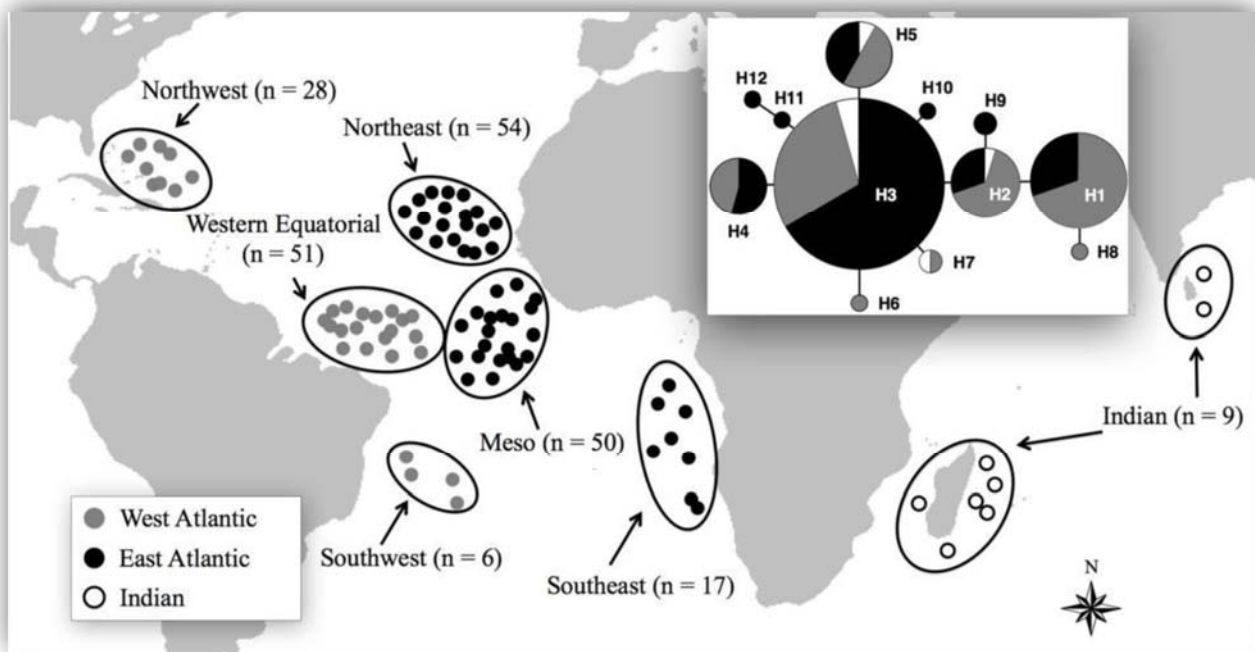 Northwest (n = 28)
Northeast (n = 54)
Western Equatorial
(n = 51)
Meso (n = 50)
Southwest (n = 6)
Southeast (n = 17)
Indian (n = 9)
H5
H12
H11
H10
H9
H3
H2
H1
H4
H7
H8
H6
West Atlantic
East Atlantic
Indian
N